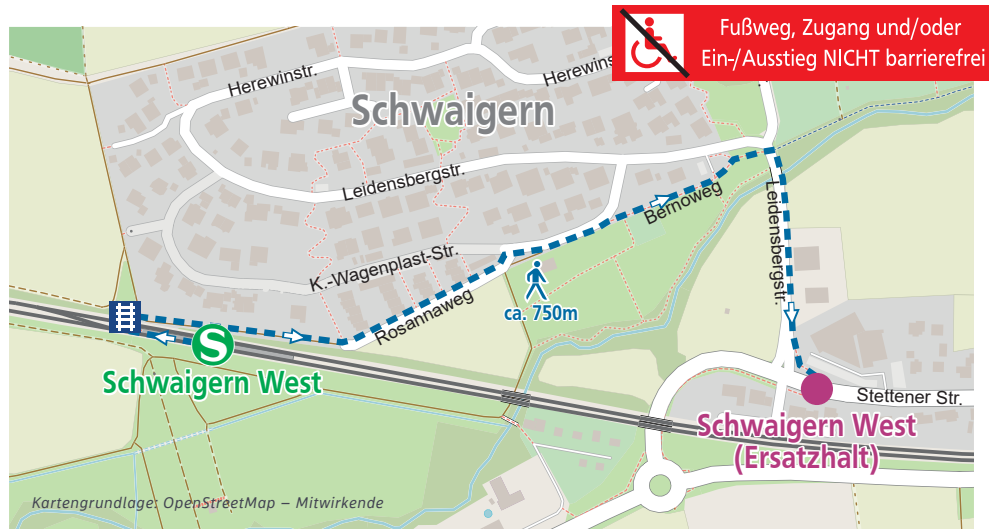 Fußweg, Zugang und/oder
Ein-/Ausstieg NICHT barrierefrei
Herewinstr.
Herewins
Schwaigern
Leidensbergstr.
Bernoweg
Leidensbergstr.
K.-Wagenplast-Str.
Rosannaweg
ca. 750m
S
Schwaigern West
Stettener Str.
Schwaigern West
(Ersatzhalt)
Kartengrundlage: OpenStreetMap – Mitwirkende